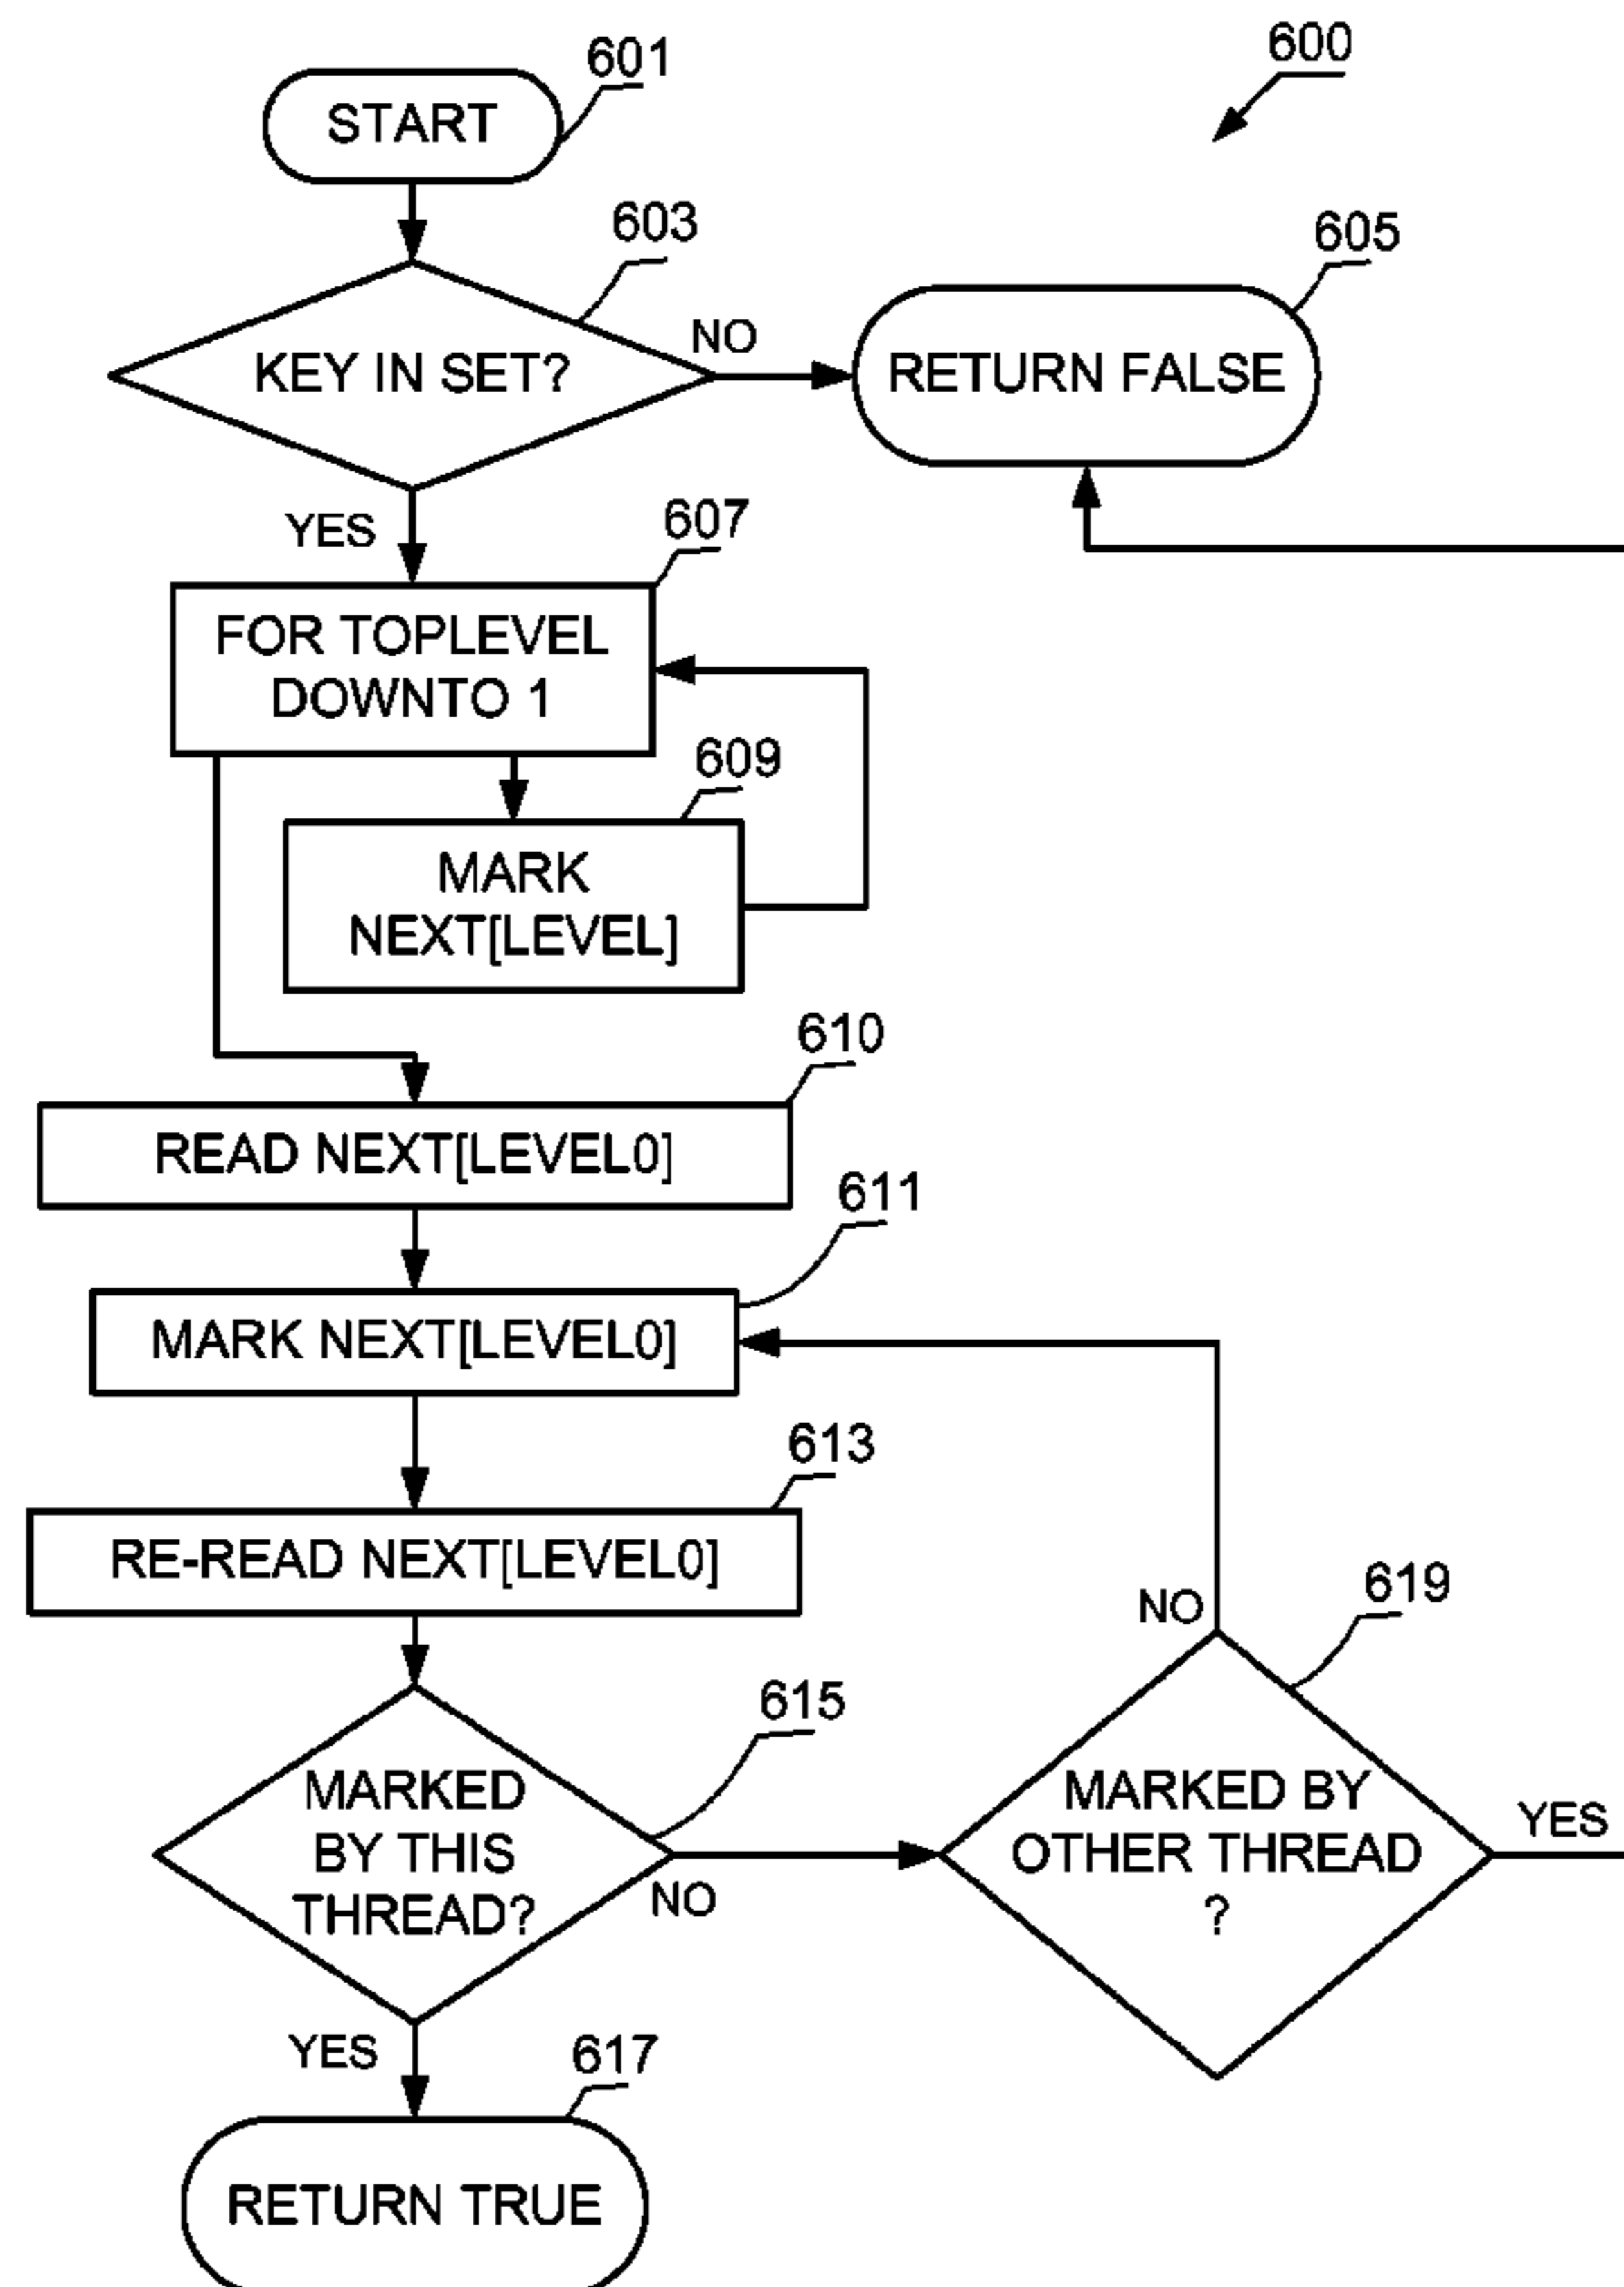 600
601
START
603
605
KEY IN SET?
NO
RETURN FALSE
YES
607
FOR TOPLEVEL
DOWNTO 1
609
MARK
NEXT[LEVEL]
610
READ NEXT[LEVEL0]
611
MARK NEXT[LEVEL0]
613
RE-READ NEXT[LEVEL0]
615
MARKED
BY THIS
THREAD?
NO
619
NO
MARKED BY
OTHER THREAD
?
YES
YES
617
RETURN TRUE